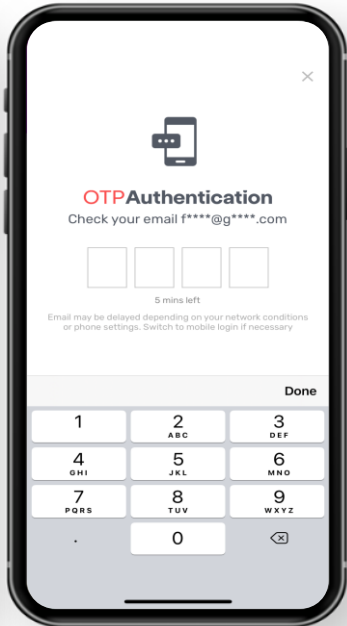 OTPAuthentication
Check your email f****@g****.com
5 mins left
Email may be delayed depending on your network conditions
or phone settings. Switch to mobile login if necessary
Done
1 2 3
ABC DEF
4 5 6
GHI JKL MNO
7 8 9
PQRS TUV WXYZ
. 0